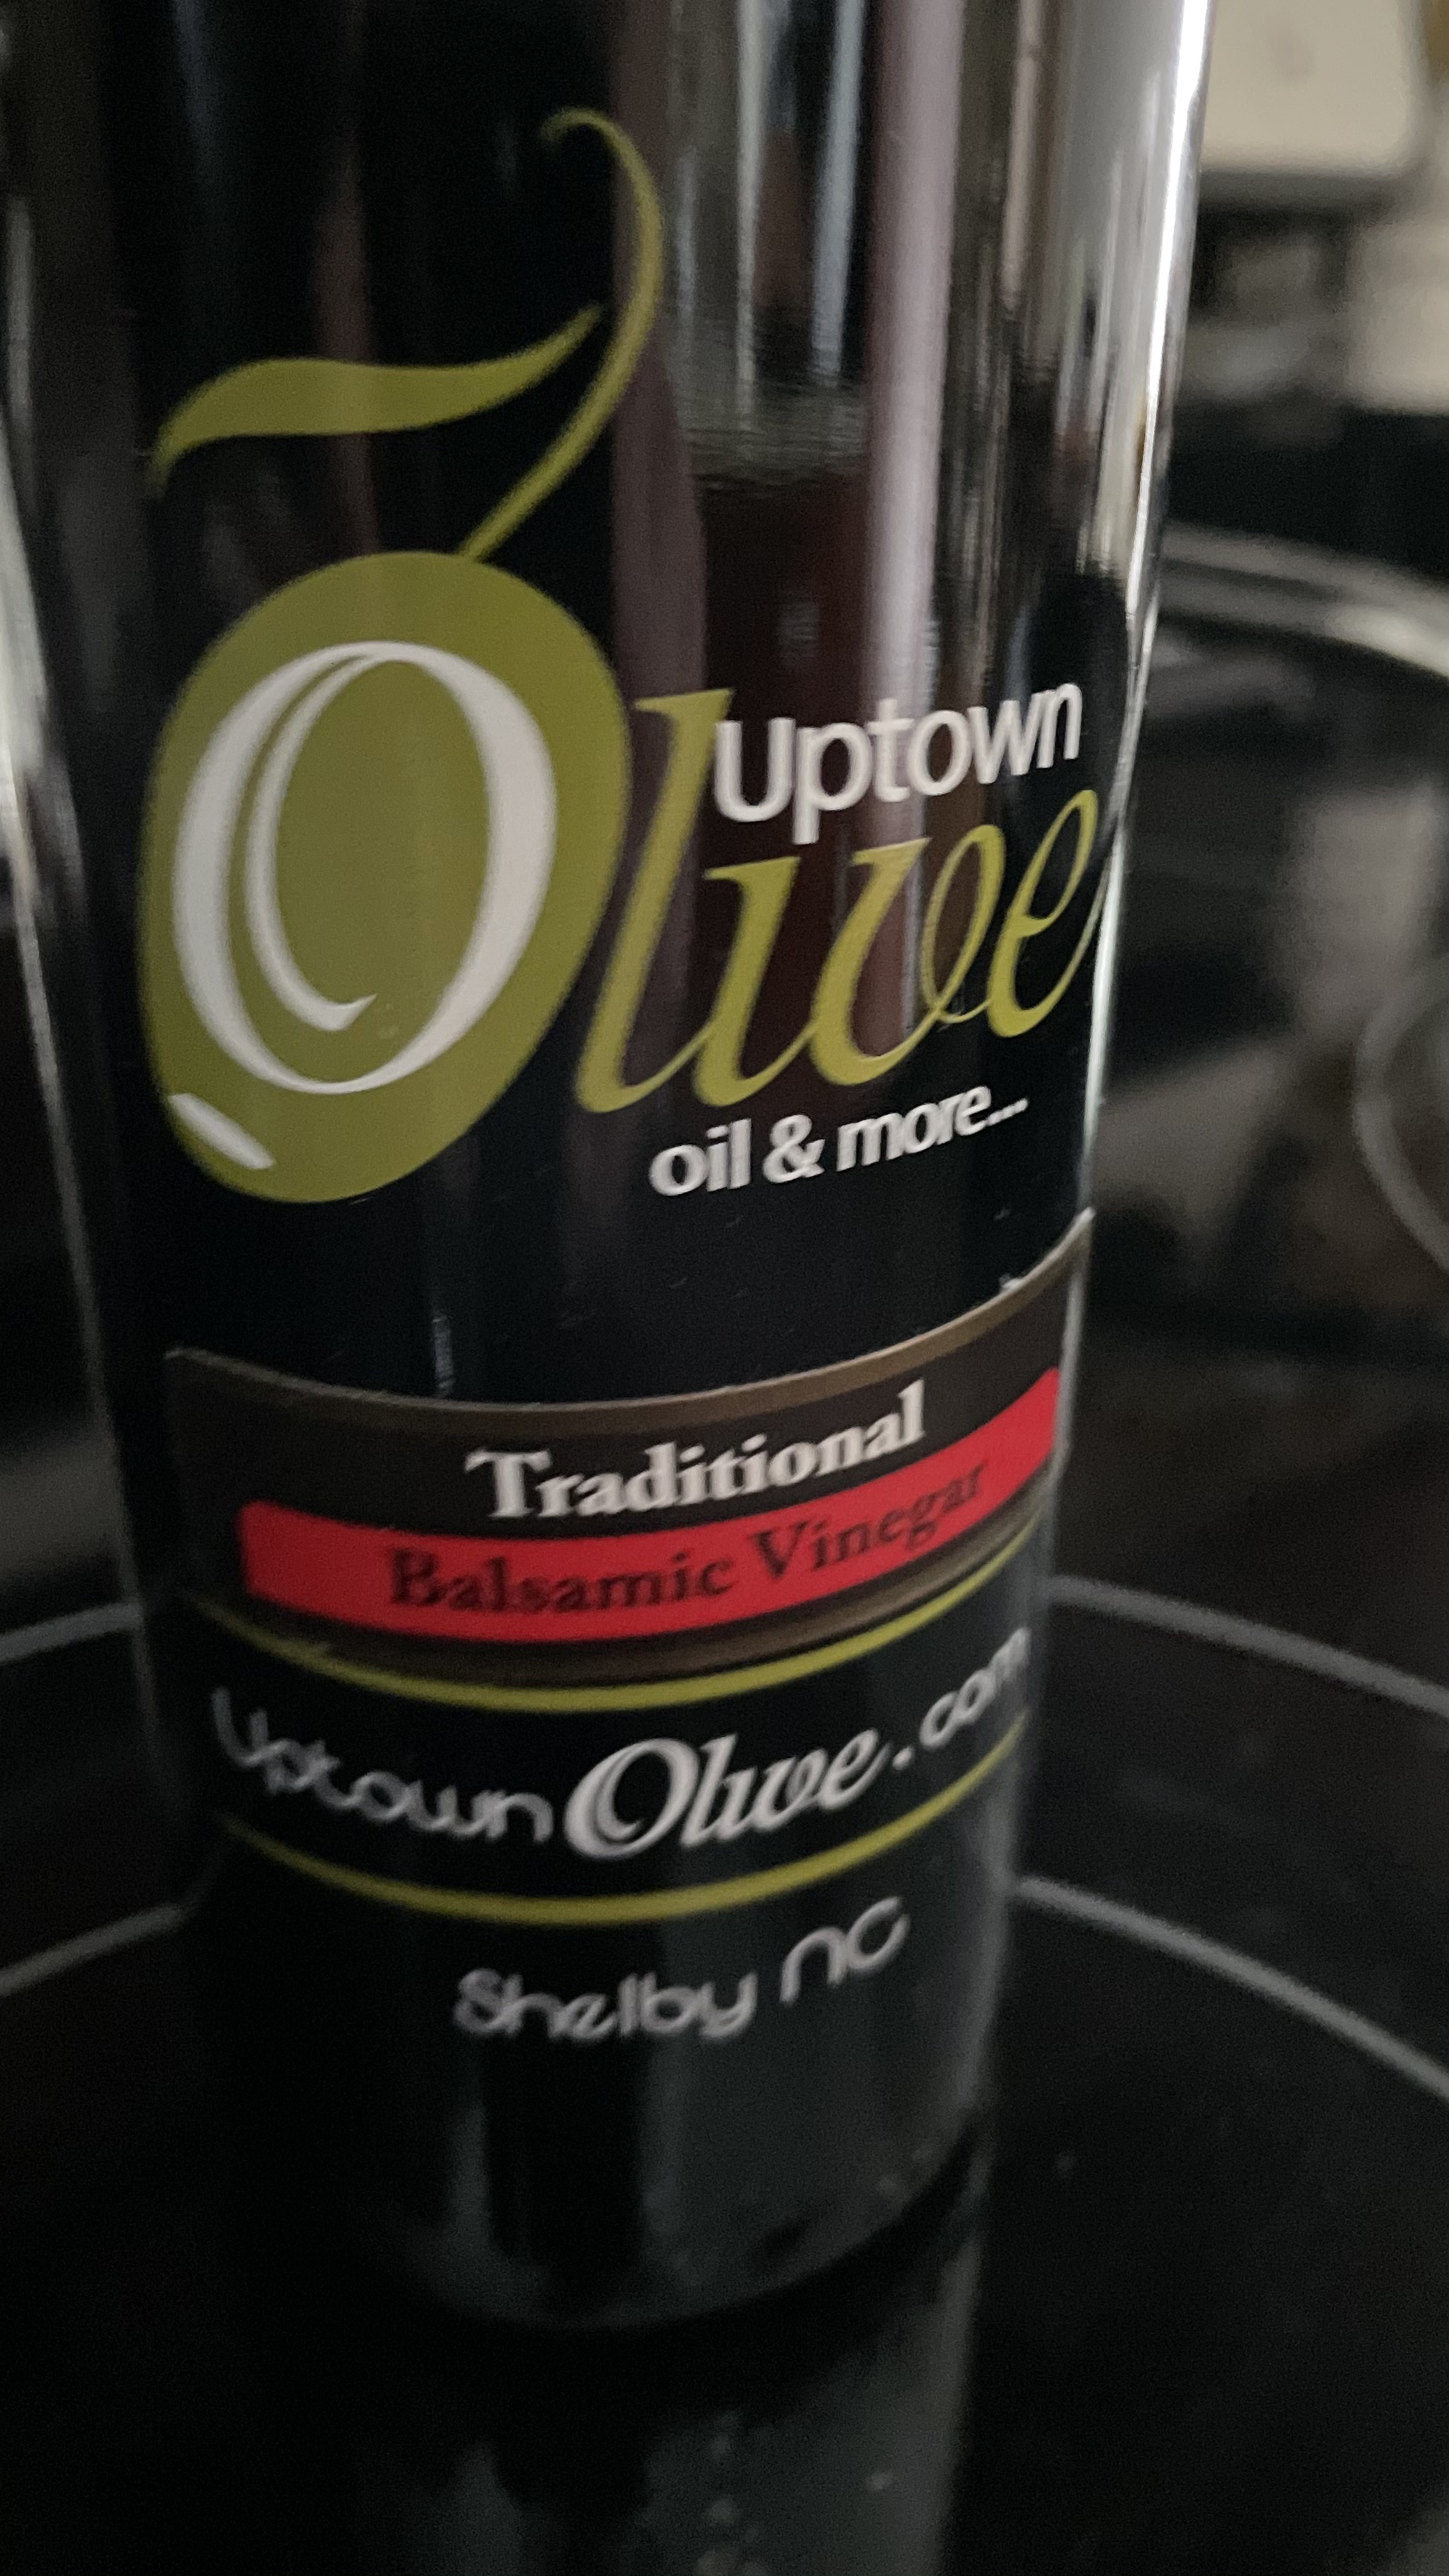 Uptown
Olive
oil & more...
Traditional
Balsamic Vinegar
UptownOlive.com
Shelby NC